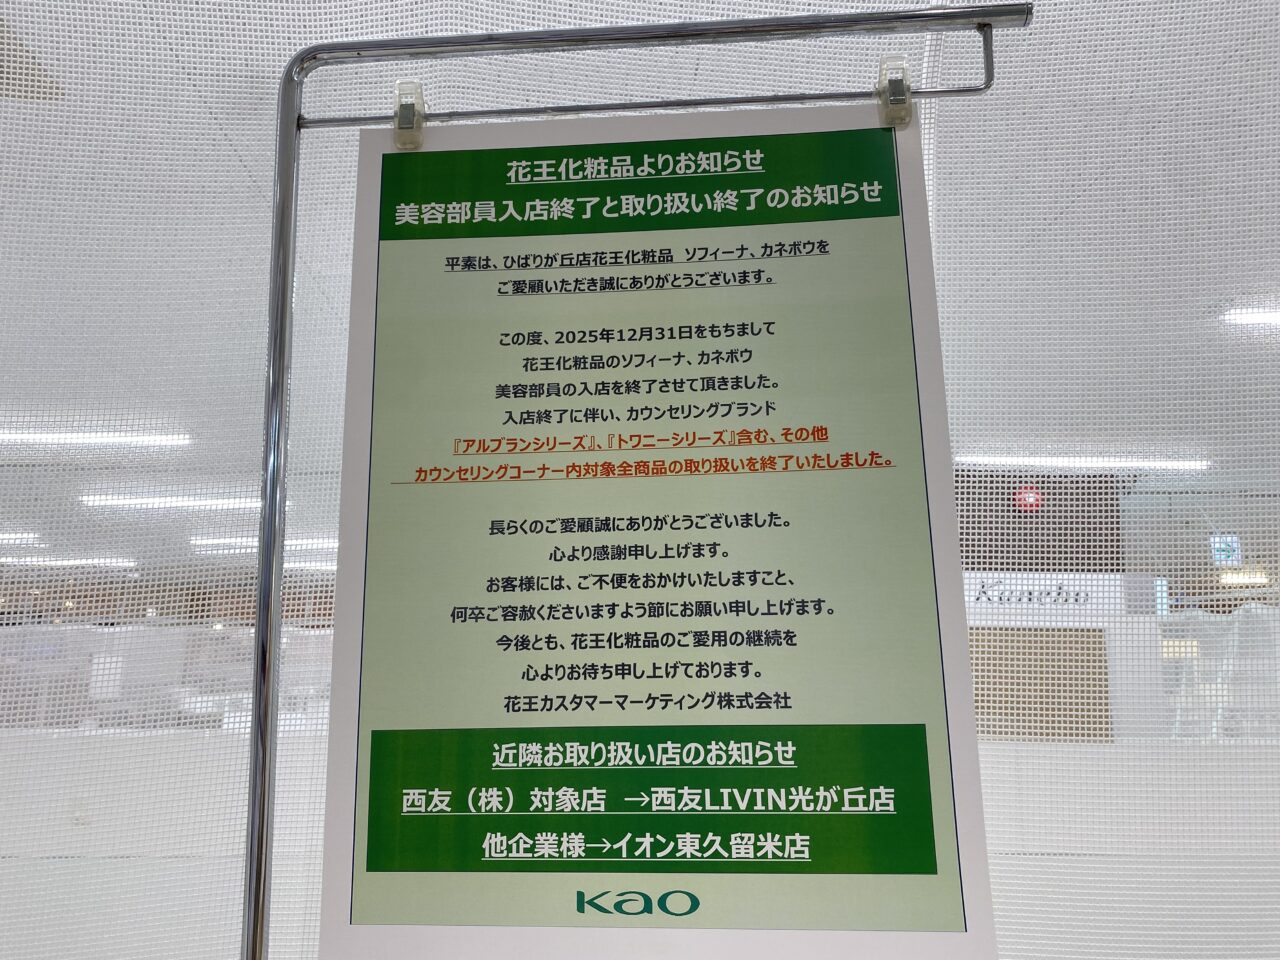 花王化粧品よりお知らせ
美容部員入店終了と取り扱い終了のお知らせ
平素は、ひばりが丘店花王化粧品 ソフィーナ、カネボウを
ご愛顧いただき誠にありがとうございます。
この度、2025年12月31日をもちまして
花王化粧品のソフィーナ、カネボウ
美容部員の入店を終了させて頂きました。
入店終了に伴い、カウンセリングブランド
『アルブランシリーズ』、『トワニーシリーズ』含む、その他
カウンセリングコーナー内対象全商品の取り扱いを終了いたしました。
長らくのご愛顧誠にありがとうございました。
心より感謝申し上げます。
お客様には、ご不便をおかけいたしますこと、
何卒ご容赦くださいますよう節にお願い申し上げます。
今後とも、花王化粧品のご愛用の継続を
心よりお待ち申し上げております。
花王カスタマーマーケティング株式会社
近隣お取り扱い店のお知らせ
西友（株）対象店 →西友LIVIN光が丘店
他企業様→イオン東久留米店
Kao
Kanebo